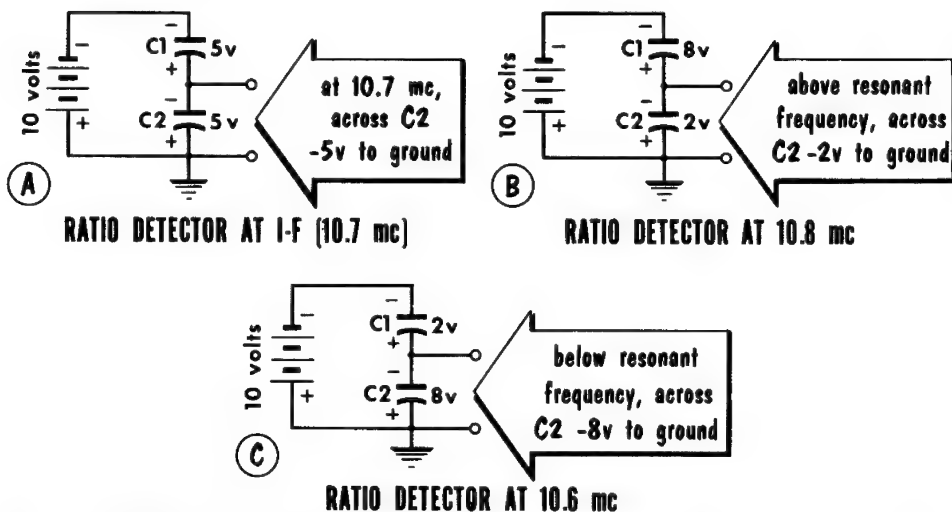 −
10 volts
+
−
C1 5v
+
−
C2 5v
+
at 10.7 mc,
across C2
-5v to ground
A
RATIO DETECTOR AT I-F (10.7 mc)
−
10 volts
+
−
C1 8v
+
−
C2 2v
+
above resonant
frequency, across
C2 -2v to ground
B
RATIO DETECTOR AT 10.8 mc
−
10 volts
+
−
C1 2v
+
−
C2 8v
+
below resonant
frequency, across
C2 -8v to ground
C
RATIO DETECTOR AT 10.6 mc